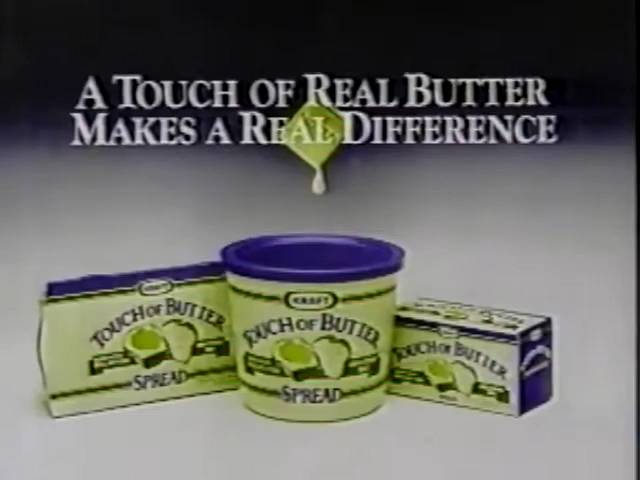 A TOUCH OF REAL BUTTER
MAKES A REAL DIFFERENCE
KRAFT
TOUCH OF BUTTER
SPREAD
KRAFT
TOUCH OF BUTTER
SPREAD
TOUCH OF BUTTER